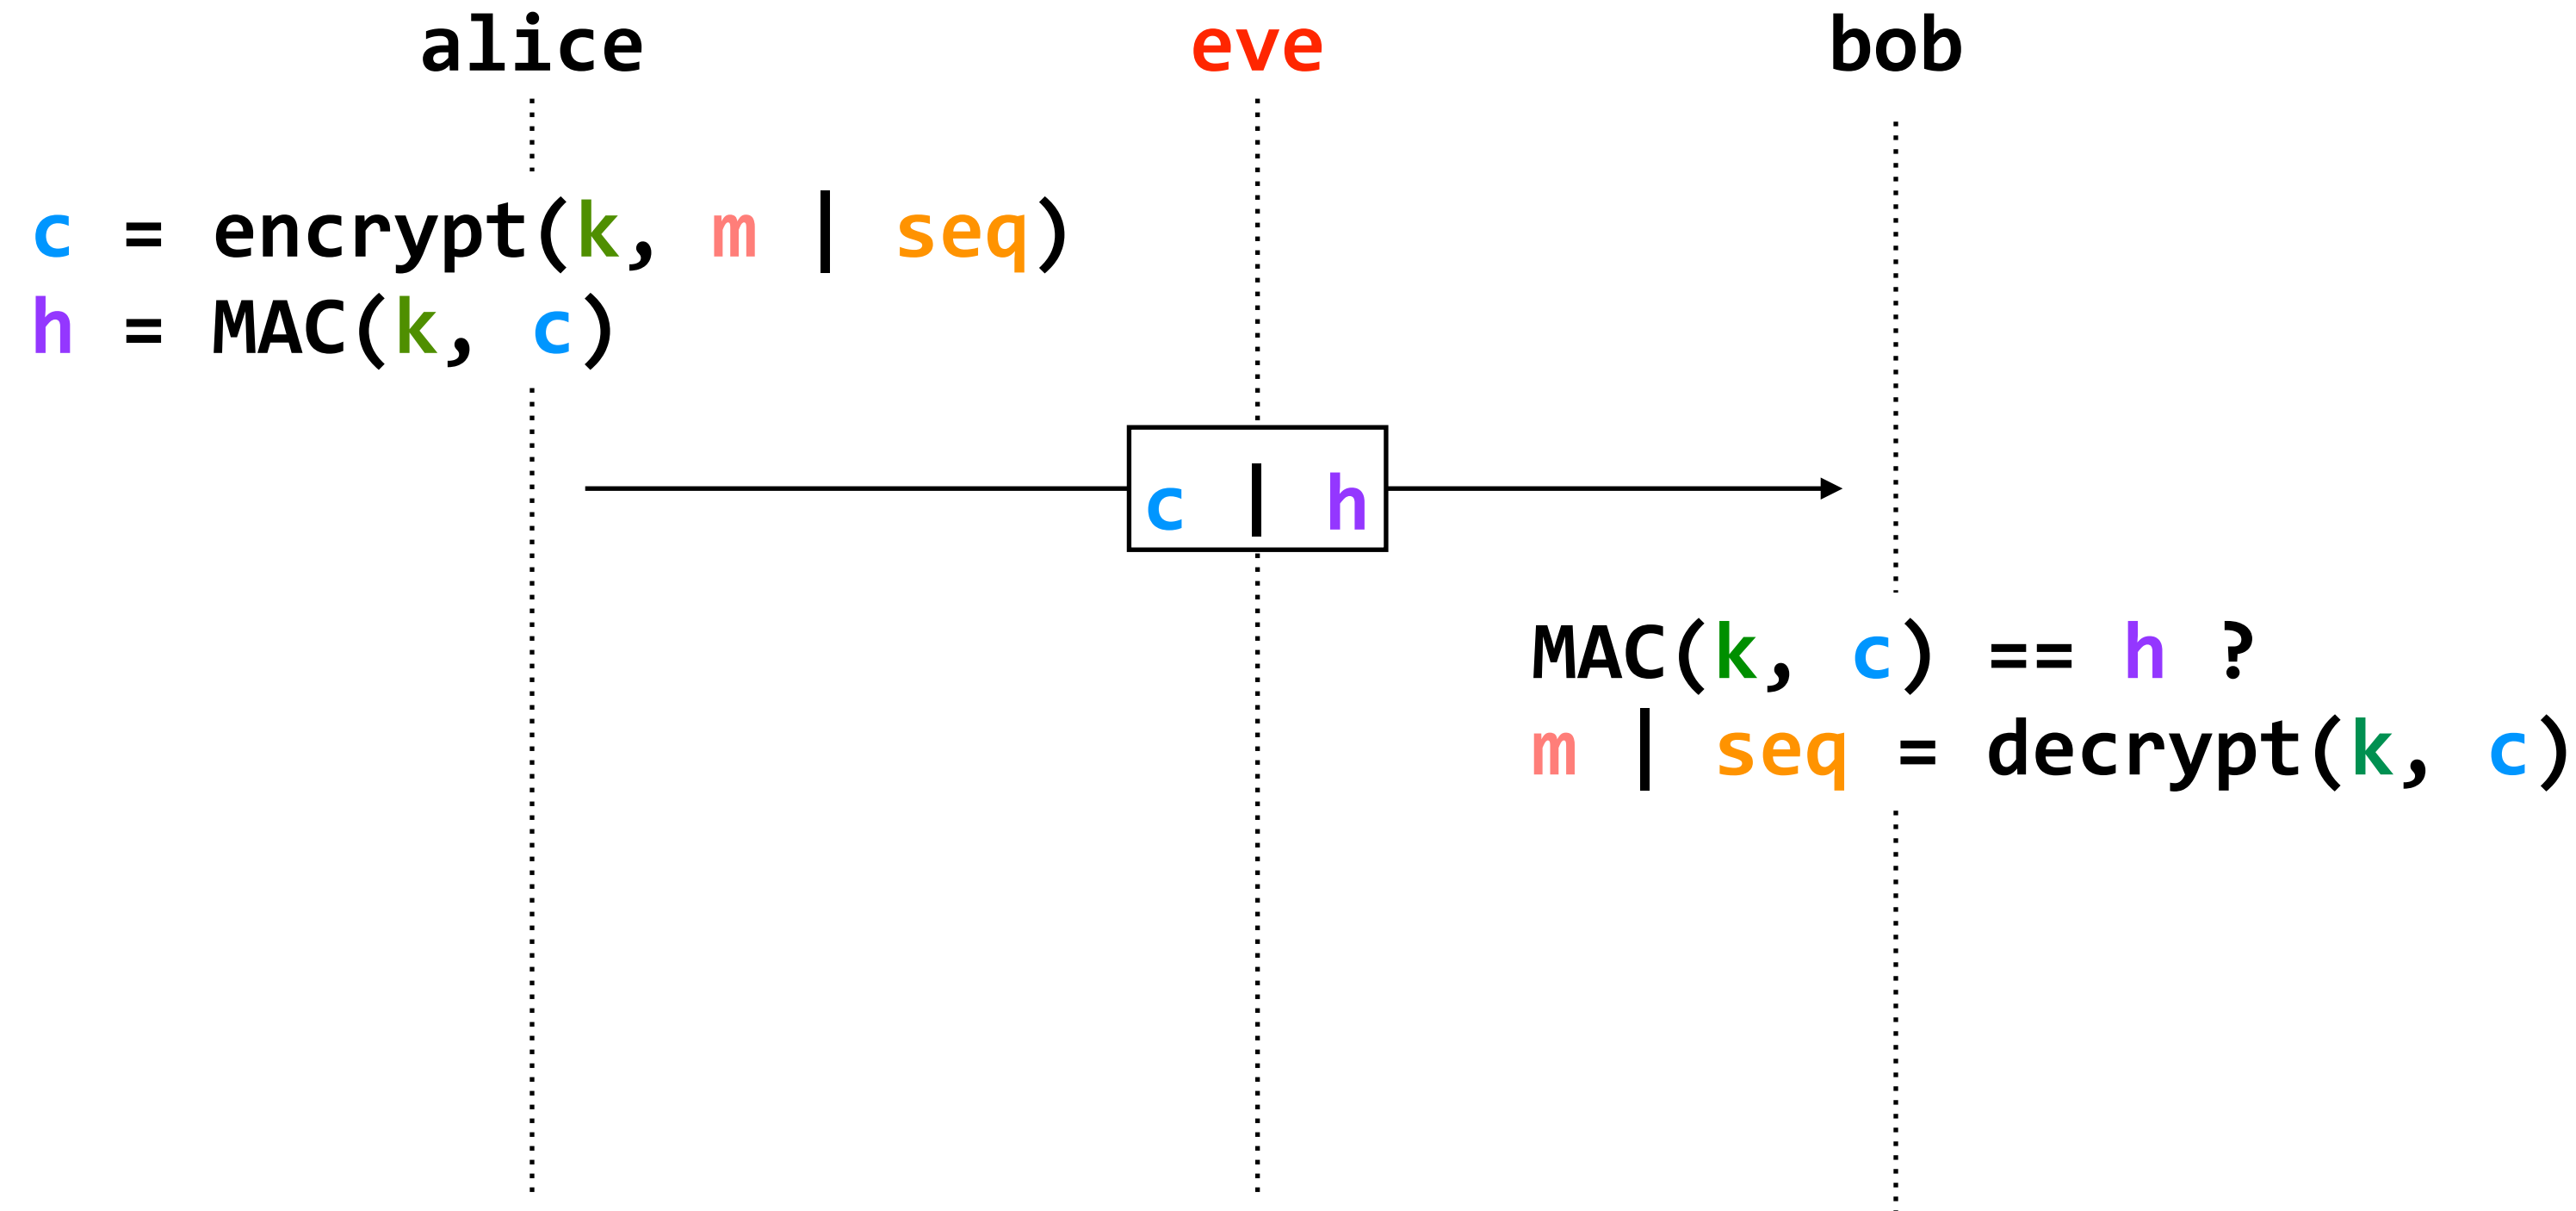 alice eve bob
c = encrypt(k, m | seq)
h = MAC(k, c)
c | h
MAC(k, c) == h ?
m | seq = decrypt(k, c)